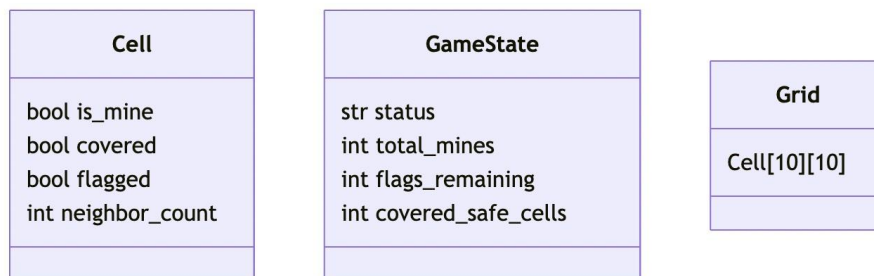 Cell
bool is_mine
bool covered
bool flagged
int neighbor_count
GameState
str status
int total_mines
int flags_remaining
int covered_safe_cells
Grid
Cell[10][10]